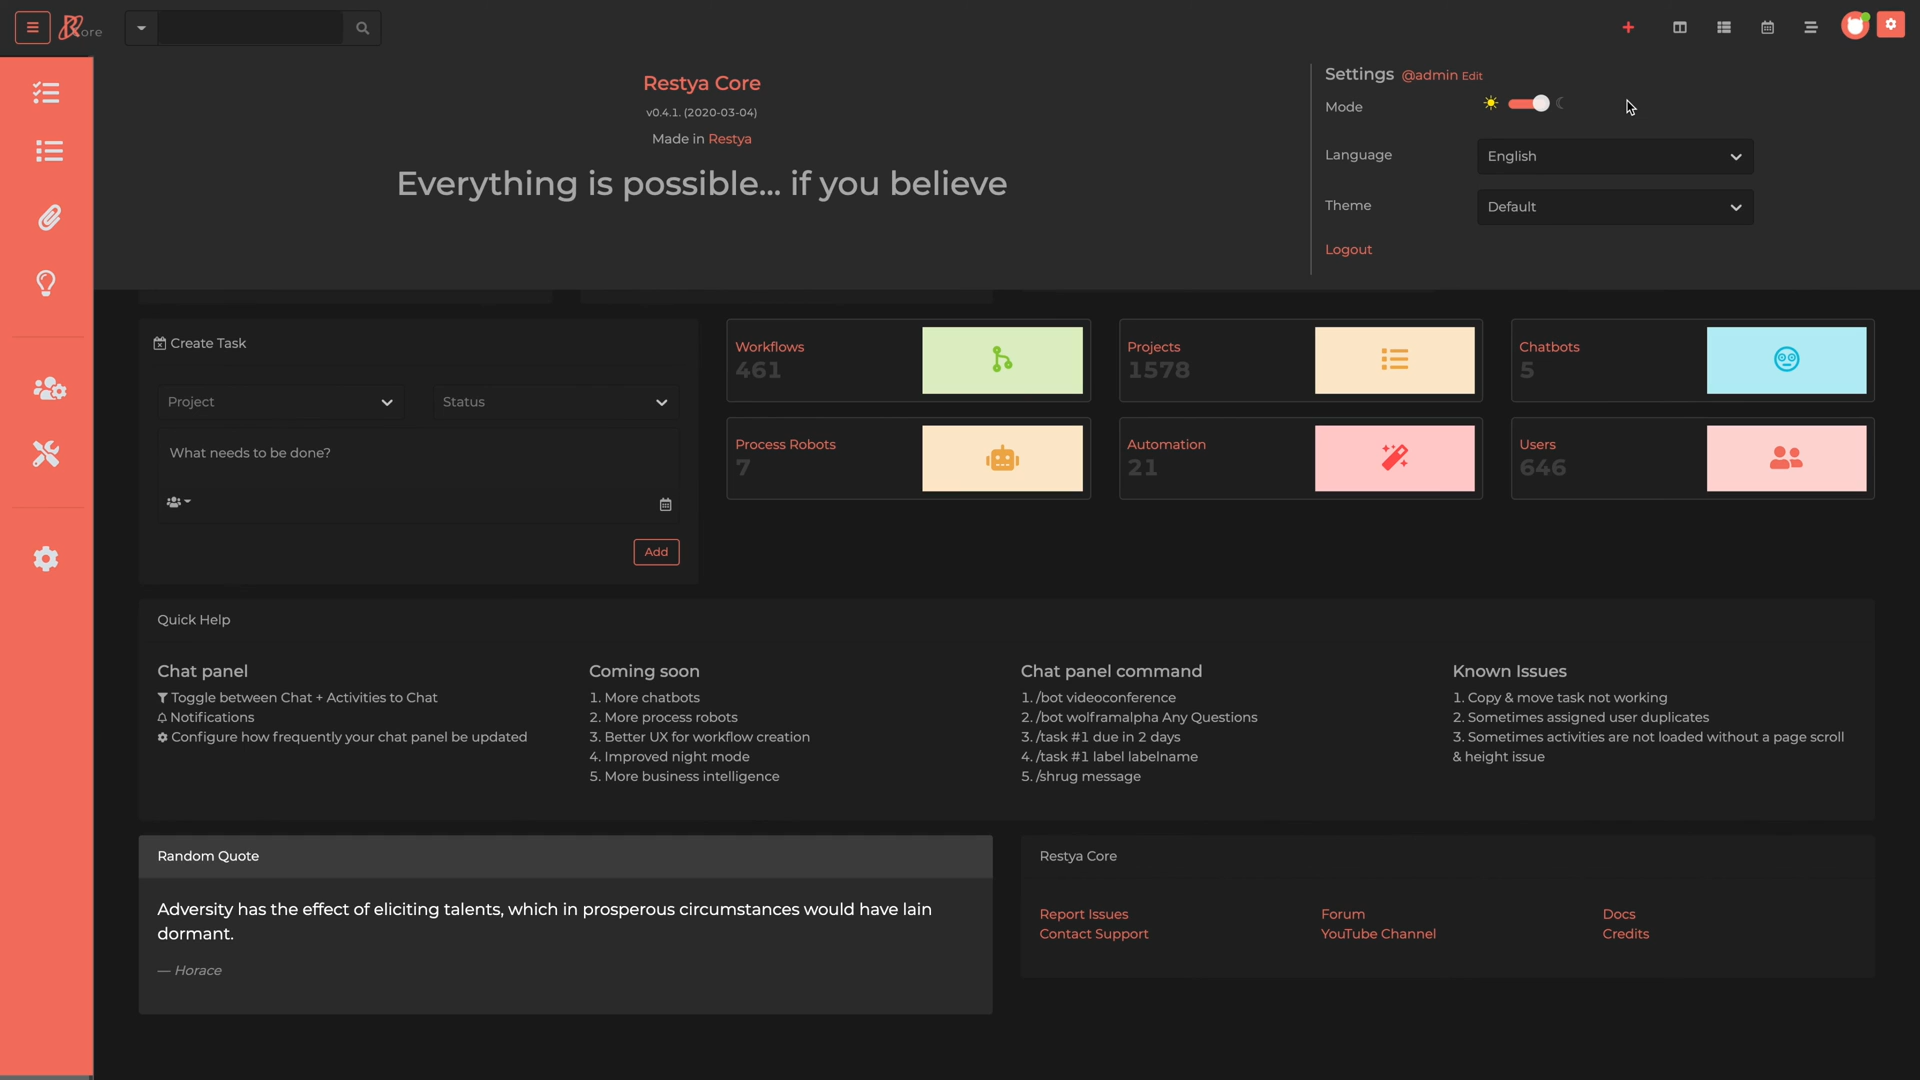 ore
Restya Core
v0.4.1. (2020-03-04)
Made in Restya
Everything is possible... if you believe
Settings @admin Edit
Mode
Language
English
Theme
Default
Logout
Create Task
Project
Status
What needs to be done?
Add
Workflows
461
Projects
1578
Chatbots
5
Process Robots
7
Automation
21
Users
646
Quick Help
Chat panel
Toggle between Chat + Activities to Chat
Notifications
Configure how frequently your chat panel be updated
Coming soon
1. More chatbots
2. More process robots
3. Better UX for workflow creation
4. Improved night mode
5. More business intelligence
Chat panel command
1. /bot videoconference
2. /bot wolframalpha Any Questions
3. /task #1 due in 2 days
4. /task #1 label labelname
5. /shrug message
Known Issues
1. Copy & move task not working
2. Sometimes assigned user duplicates
3. Sometimes activities are not loaded without a page scroll
& height issue
Random Quote
Adversity has the effect of eliciting talents, which in prosperous circumstances would have lain
dormant.
— Horace
Restya Core
Report Issues
Contact Support
Forum
YouTube Channel
Docs
Credits